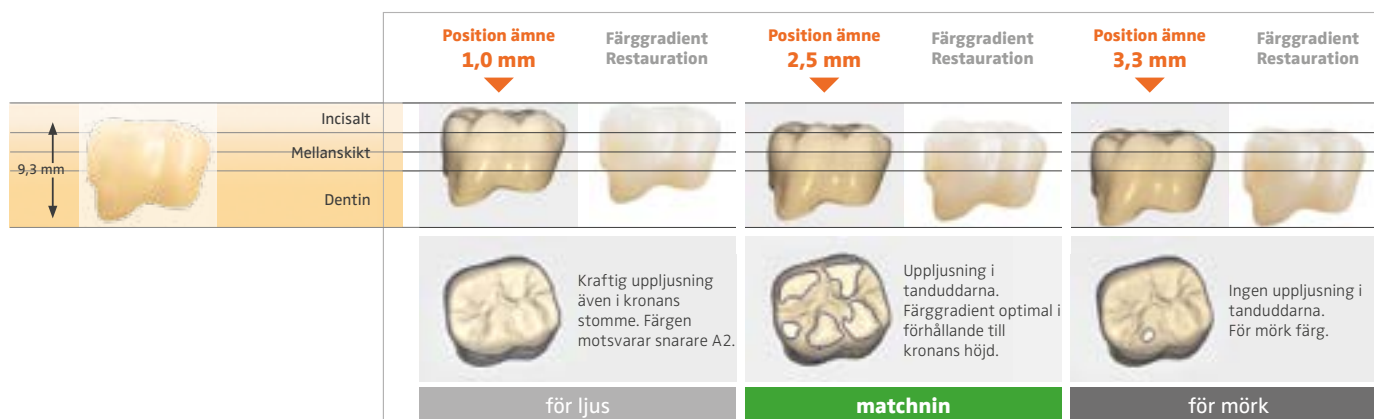 Position ämne
1,0 mm
Färggradient
Restauration
Position ämne
2,5 mm
Färggradient
Restauration
Position ämne
3,3 mm
Färggradient
Restauration
9,3 mm
Incisalt
Mellanskikt
Dentin
Kraftig uppljusning
även i kronans
stomme. Färgen
motsvarar snarare A2.
Uppljusning i
tanduddarna.
Färggradient optimal i
förhållande till
kronans höjd.
Ingen uppljusning i
tanduddarna.
För mörk färg.
för ljus
matchnin
för mörk